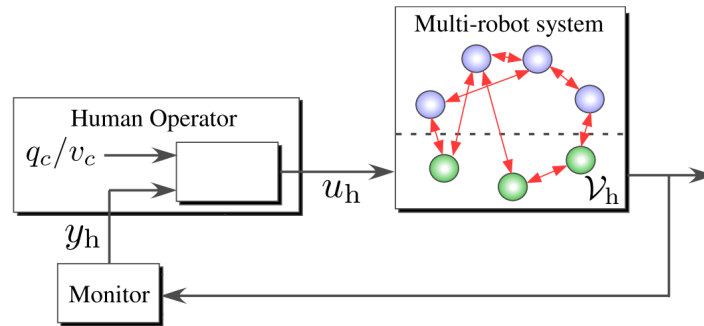 Multi-robot system
Human Operator
q_c/v_c
u_h
𝒱_h
y_h
Monitor